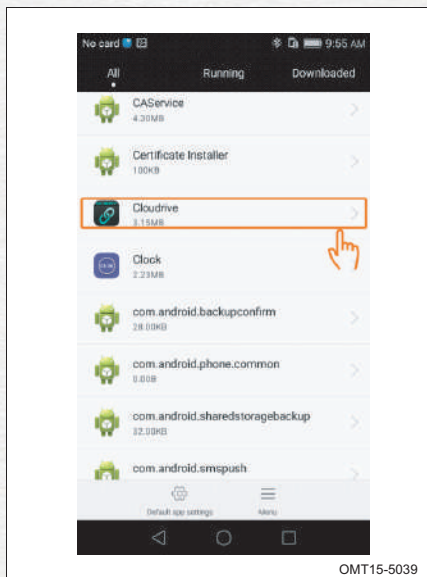 No card 9:55 AM
All Running Downloaded
CAService
4.30MB
Certificate Installer
100KB
Cloudrive
3.15MB
Clock
2.23MB
com.android.backupconfirm
28.00KB
com.android.phone.common
0.00B
com.android.sharedstoragebackup
32.00KB
com.android.smspush
Default app settings Menu
OMT15-5039